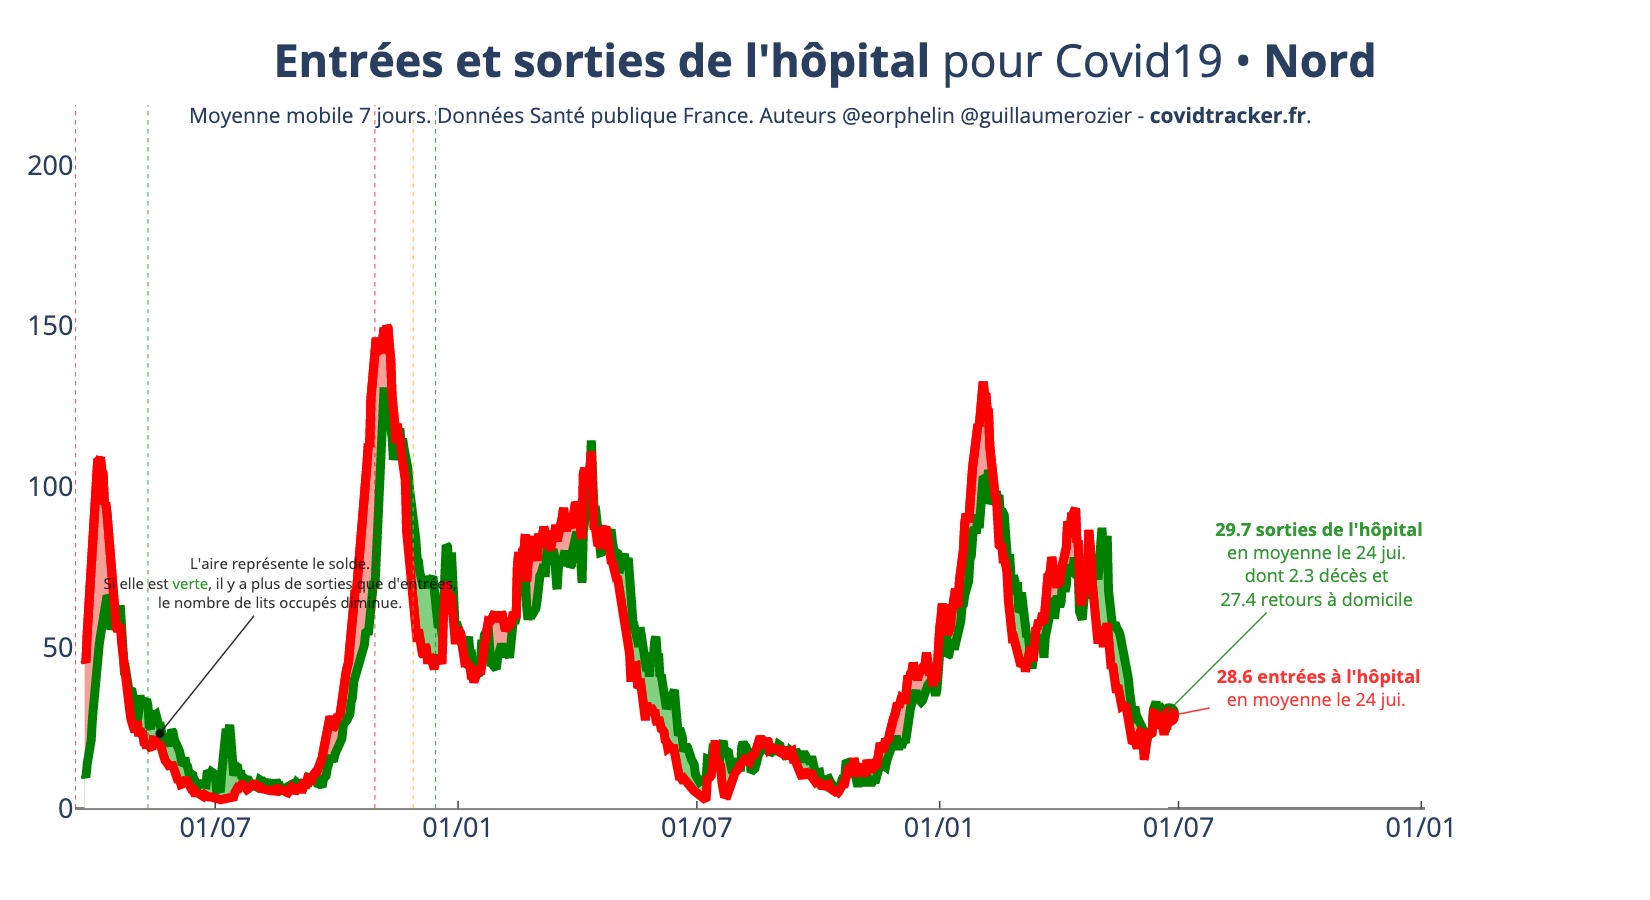 Entrées et sorties de l'hôpital pour Covid19 • Nord
Moyenne mobile 7 jours. Données Santé publique France. Auteurs @eorphelin @guillaumerozier - covidtracker.fr.
200
150
100
50
0
L'aire représente le solde.
Si elle est verte, il y a plus de sorties que d'entrées,
le nombre de lits occupés diminue.
29.7 sorties de l'hôpital
en moyenne le 24 jui.
dont 2.3 décès et
27.4 retours à domicile
28.6 entrées à l'hôpital
en moyenne le 24 jui.
01/07
01/01
01/07
01/01
01/07
01/01